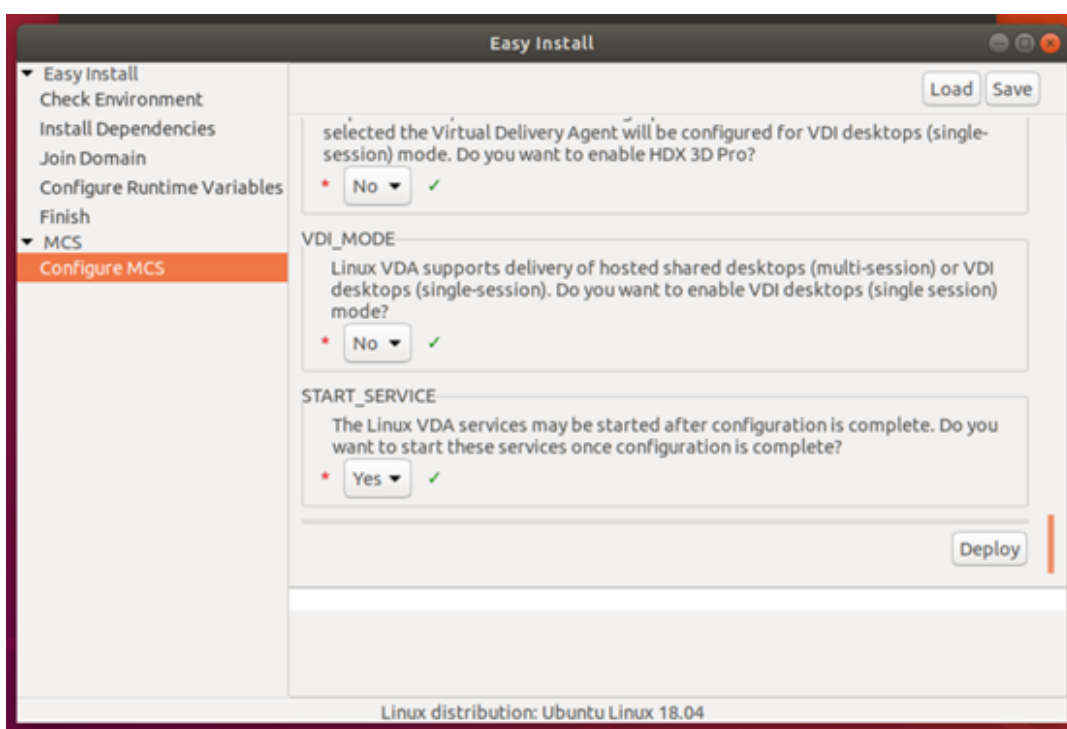 Easy Install
Easy Install
Check Environment
Install Dependencies
Join Domain
Configure Runtime Variables
Finish
MCS
Configure MCS
Load Save
selected the Virtual Delivery Agent will be configured for VDI desktops (single-
session) mode. Do you want to enable HDX 3D Pro?
* No ✓
VDI_MODE
Linux VDA supports delivery of hosted shared desktops (multi-session) or VDI
desktops (single-session). Do you want to enable VDI desktops (single session)
mode?
* No ✓
START_SERVICE
The Linux VDA services may be started after configuration is complete. Do you
want to start these services once configuration is complete?
* Yes ✓
Deploy
Linux distribution: Ubuntu Linux 18.04